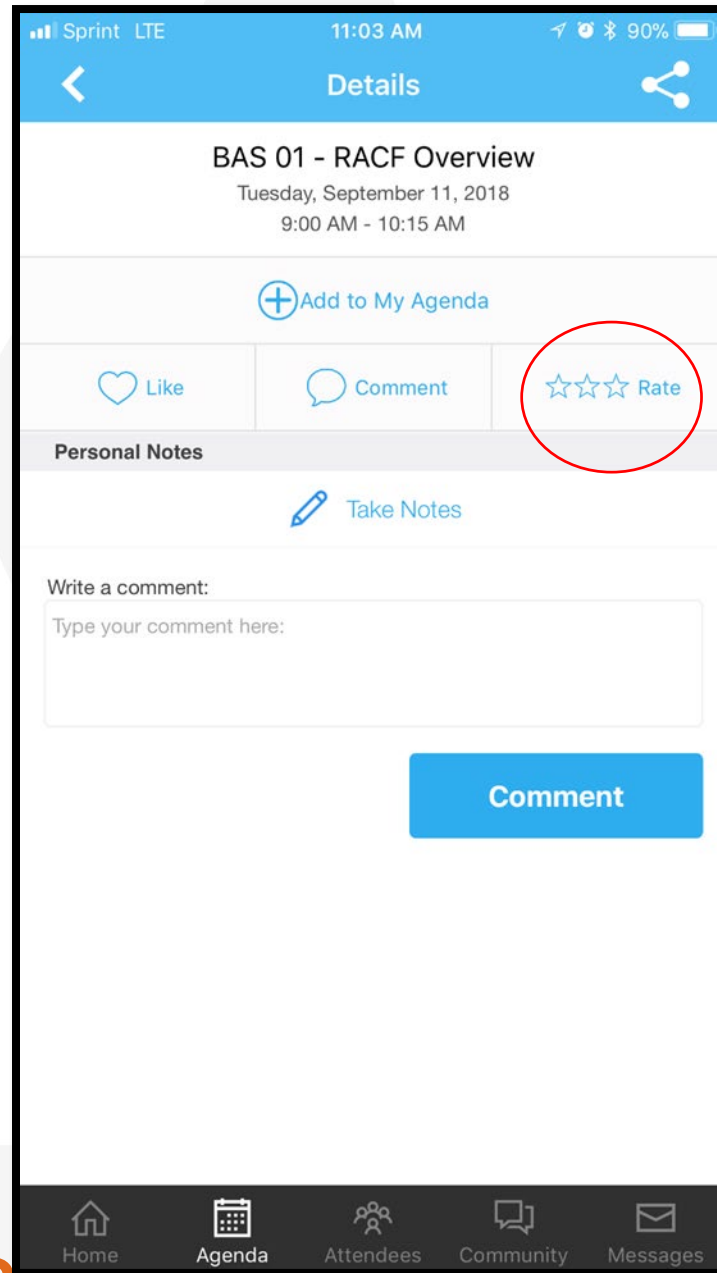 Sprint LTE 11:03 AM 90%
Details
BAS 01 - RACF Overview
Tuesday, September 11, 2018
9:00 AM - 10:15 AM
Add to My Agenda
Like Comment Rate
Personal Notes
Take Notes
Write a comment:
Type your comment here:
Comment
Home Agenda Attendees Community Messages